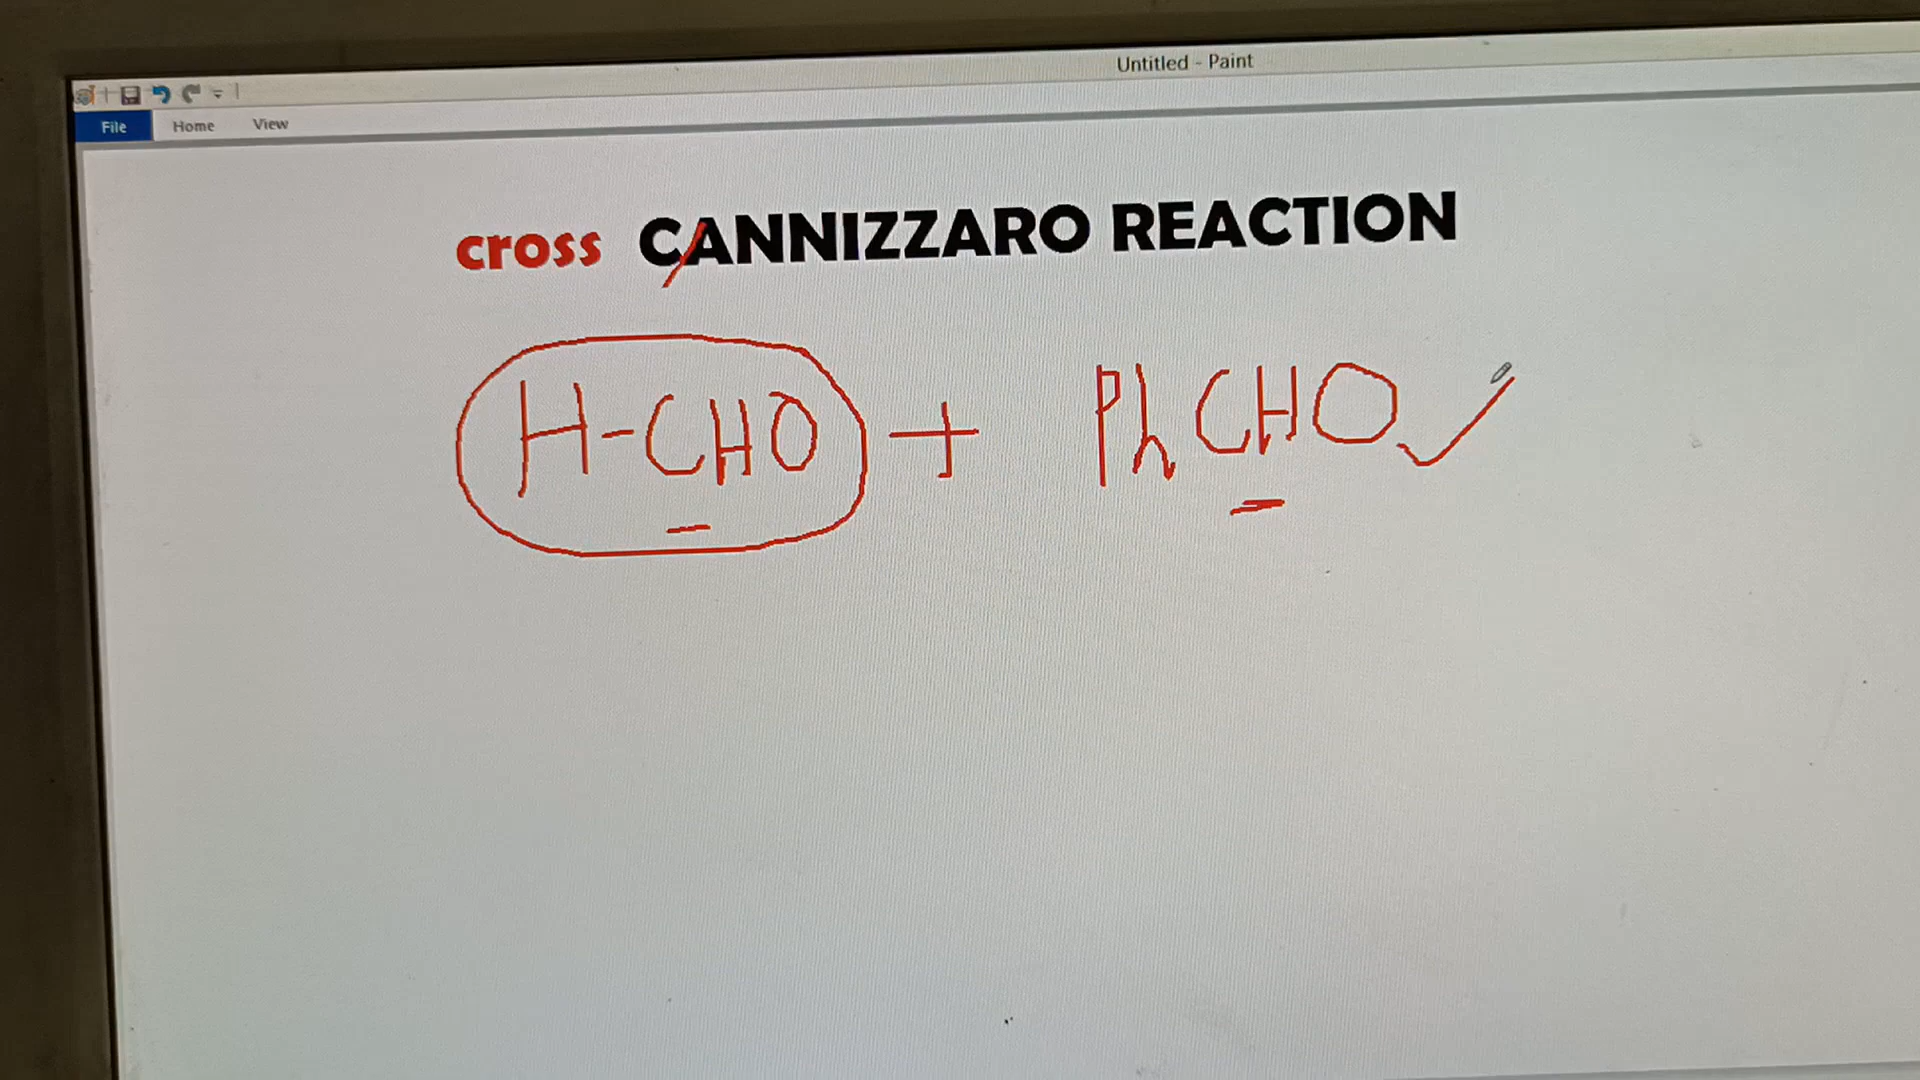 Untitled - Paint
File Home View
cross CANNIZZARO REACTION
H-CHO + PhCHO